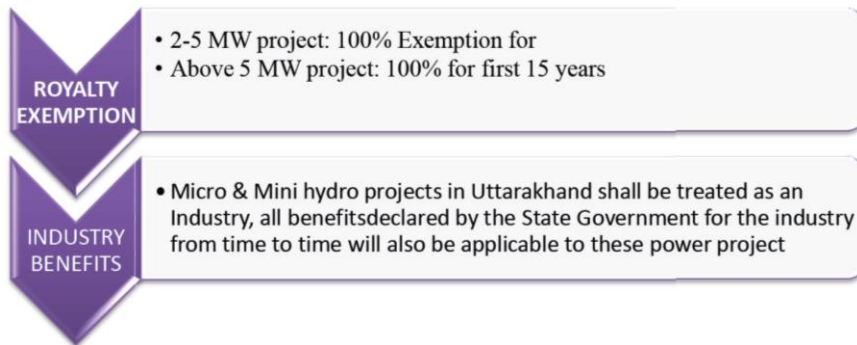 ROYALTY
EXEMPTION
• 2-5 MW project: 100% Exemption for
• Above 5 MW project: 100% for first 15 years
INDUSTRY
BENEFITS
• Micro & Mini hydro projects in Uttarakhand shall be treated as an
Industry, all benefitsdeclared by the State Government for the industry
from time to time will also be applicable to these power project